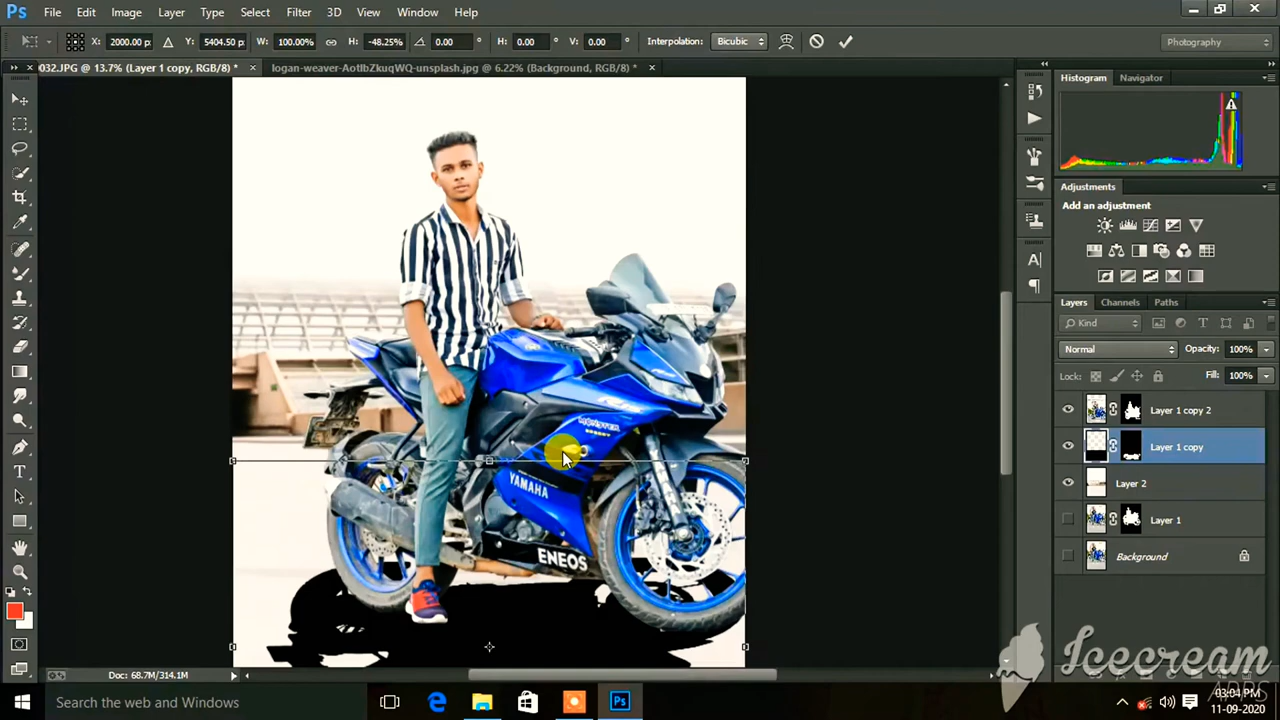 Ps File Edit Image Layer Type Select Filter 3D View Window Help
X: 2000.00 p: Y: 5404.50 p: W: 100.00% H: -48.25% 0.00 ° H: 0.00 ° V: 0.00 ° Interpolation: Bicubic Photography
032.JPG @ 13.7% (Layer 1 copy, RGB/8) * × logan-weaver-AotIbZkuqWQ-unsplash.jpg @ 6.22% (Background, RGB/8) * ×
Histogram Navigator
Adjustments
Add an adjustment
Layers Channels Paths
Kind
Normal Opacity: 100%
Lock: Fill: 100%
Layer 1 copy 2
Layer 1 copy
Layer 2
Layer 1
Background
MONSTER
ENERGY
YAMAHA
ENEOS
Icecream
APPS
Doc: 68.7M/314.1M
Search the web and Windows
03:04 PM
11-09-2020